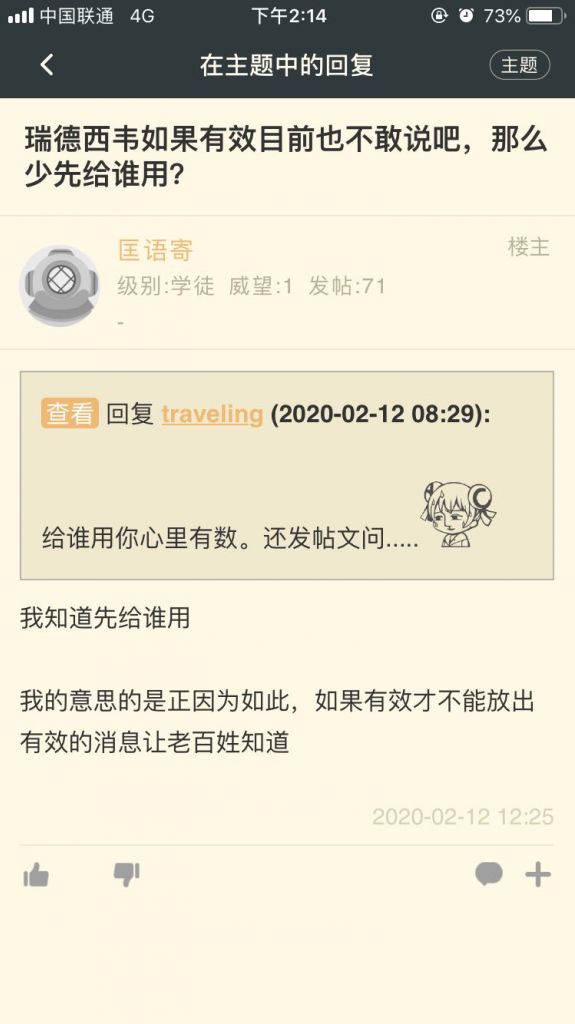 中国联通 4G 下午2:14 73%
在主题中的回复 主题
瑞德西韦如果有效目前也不敢说吧，那么
少先给谁用?
匡语寄 楼主
级别:学徒 威望:1 发帖:71
-
查看 回复 traveling (2020-02-12 08:29):
给谁用你心里有数。还发帖文问.....
我知道先给谁用
我的意思的是正因为如此，如果有效才不能放出
有效的消息让老百姓知道
2020-02-12 12:25